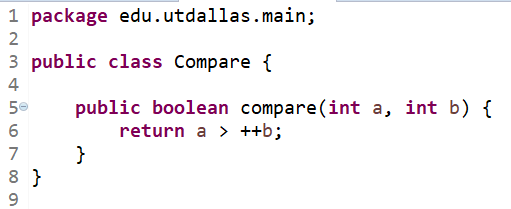 1 package edu.utdallas.main;
2
3 public class Compare {
4
5     public boolean compare(int a, int b) {
6         return a > ++b;
7     }
8 }
9